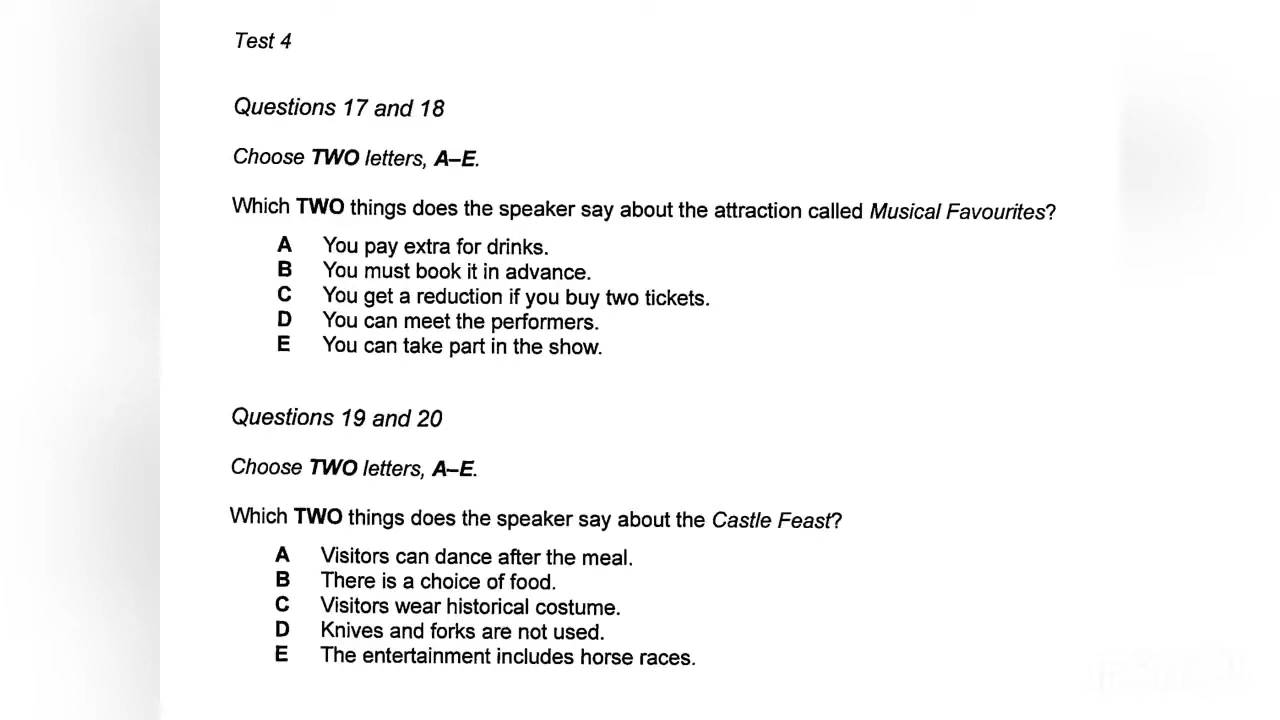 Test 4
Questions 17 and 18
Choose TWO letters, A–E.
Which TWO things does the speaker say about the attraction called Musical Favourites?
A You pay extra for drinks.
B You must book it in advance.
C You get a reduction if you buy two tickets.
D You can meet the performers.
E You can take part in the show.
Questions 19 and 20
Choose TWO letters, A–E.
Which TWO things does the speaker say about the Castle Feast?
A Visitors can dance after the meal.
B There is a choice of food.
C Visitors wear historical costume.
D Knives and forks are not used.
E The entertainment includes horse races.